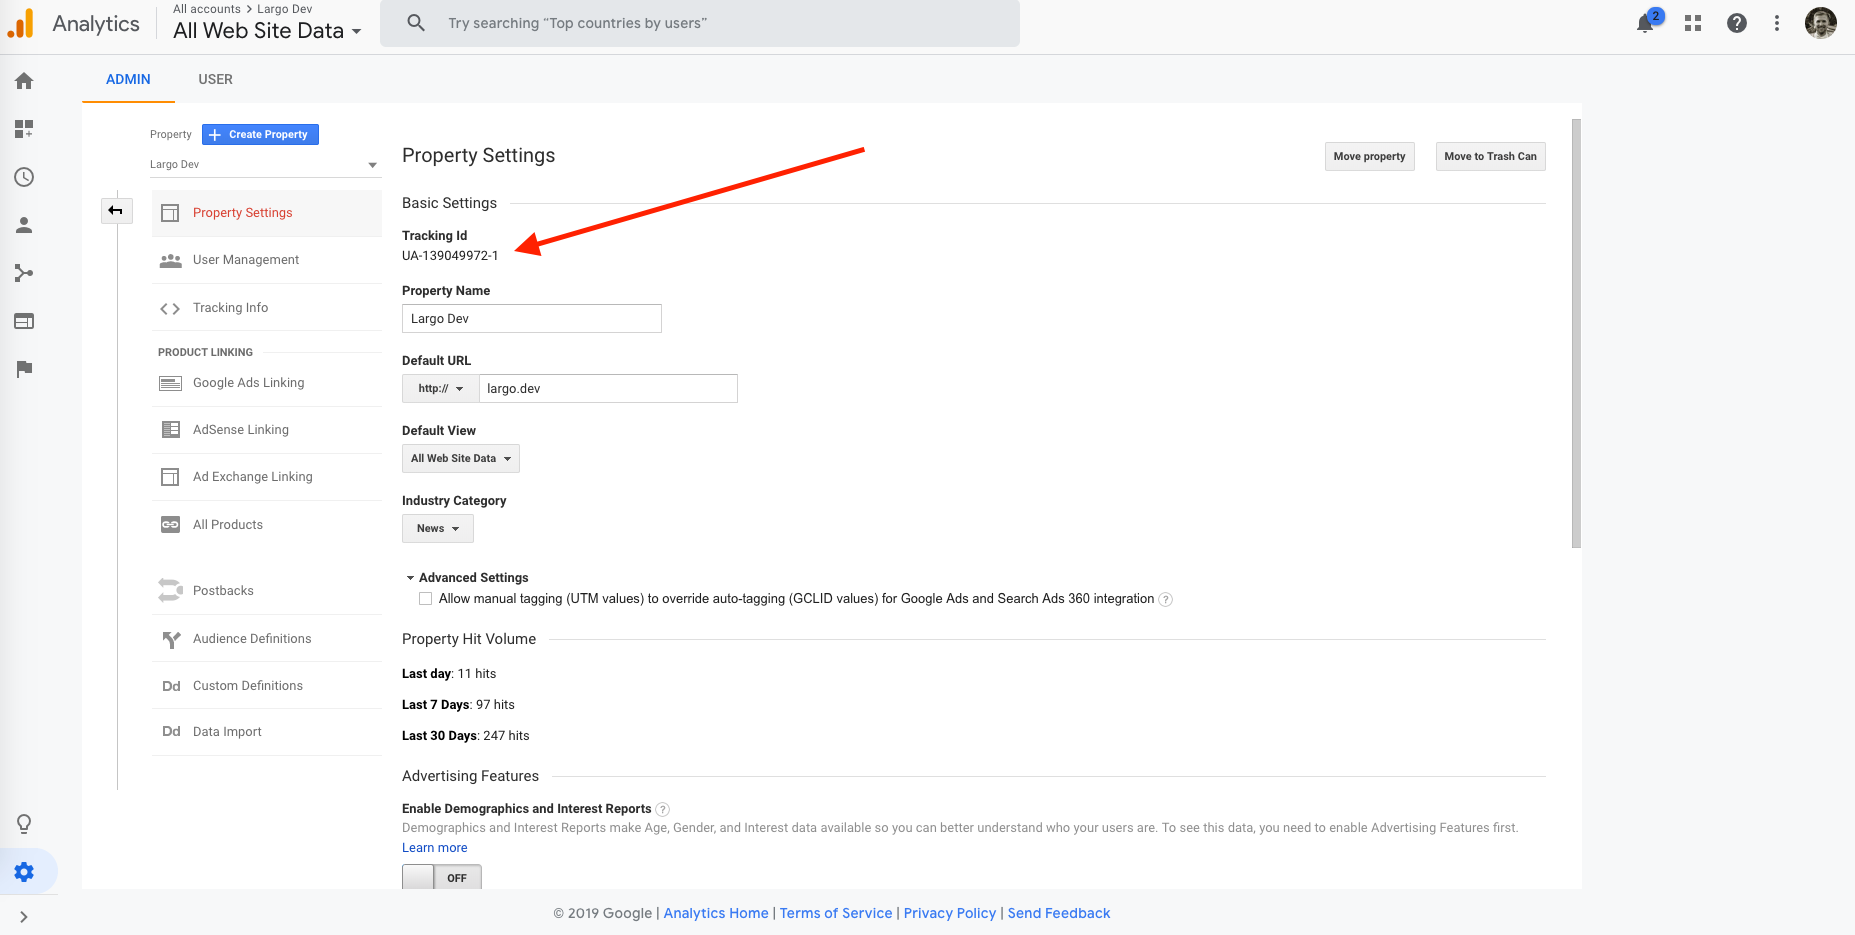 Analytics
All accounts > Largo Dev
All Web Site Data
Try searching “Top countries by users”
2
ADMIN
USER
Property
Create Property
Largo Dev
Property Settings
User Management
Tracking Info
PRODUCT LINKING
Google Ads Linking
AdSense Linking
Ad Exchange Linking
All Products
Postbacks
Audience Definitions
Dd Custom Definitions
Dd Data Import
Property Settings
Move property
Move to Trash Can
Basic Settings
Tracking Id
UA-139049972-1
Property Name
Largo Dev
Default URL
http://
largo.dev
Default View
All Web Site Data
Industry Category
News
Advanced Settings
Allow manual tagging (UTM values) to override auto-tagging (GCLID values) for Google Ads and Search Ads 360 integration ?
Property Hit Volume
Last day: 11 hits
Last 7 Days: 97 hits
Last 30 Days: 247 hits
Advertising Features
Enable Demographics and Interest Reports ?
Demographics and Interest Reports make Age, Gender, and Interest data available so you can better understand who your users are. To see this data, you need to enable Advertising Features first.
Learn more
OFF
© 2019 Google | Analytics Home | Terms of Service | Privacy Policy | Send Feedback